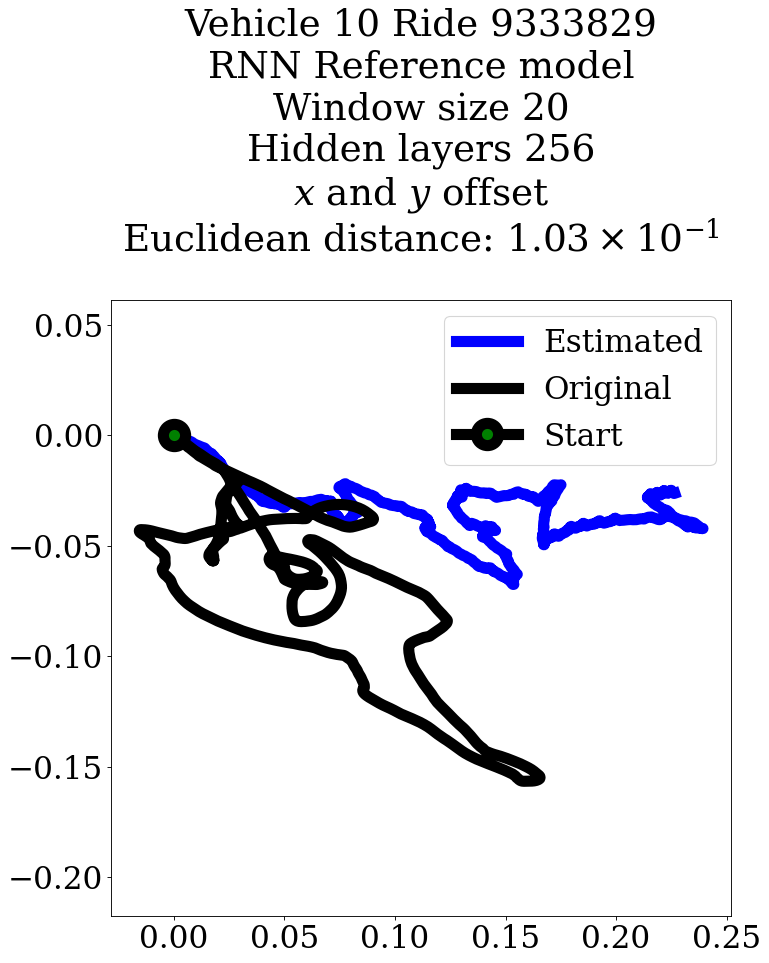 Vehicle 10 Ride 9333829
RNN Reference model
Window size 20
Hidden layers 256
x and y offset
Euclidean distance: 1.03 × 10⁻¹
Estimated
Original
Start
0.05
0.00
−0.05
−0.10
−0.15
−0.20
0.00 0.05 0.10 0.15 0.20 0.25